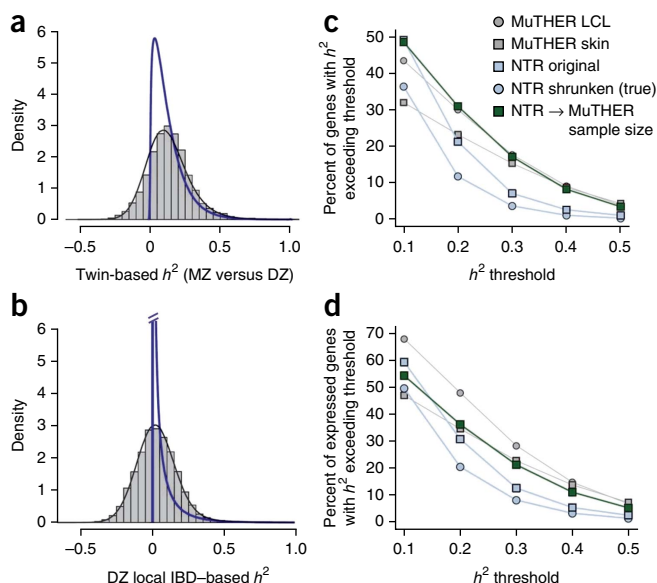 a
Density
6
5
4
3
2
1
0
−0.5 0 0.5 1.0
Twin-based h² (MZ versus DZ)
b
Density
6
5
4
3
2
1
0
−0.5 0 0.5 1.0
DZ local IBD–based h²
c
Percent of genes with h²
exceeding threshold
50
40
30
20
10
0
0.1 0.2 0.3 0.4 0.5
h² threshold
MuTHER LCL
MuTHER skin
NTR original
NTR shrunken (true)
NTR → MuTHER
sample size
d
Percent of expressed genes
with h² exceeding threshold
70
60
50
40
30
20
10
0
0.1 0.2 0.3 0.4 0.5
h² threshold